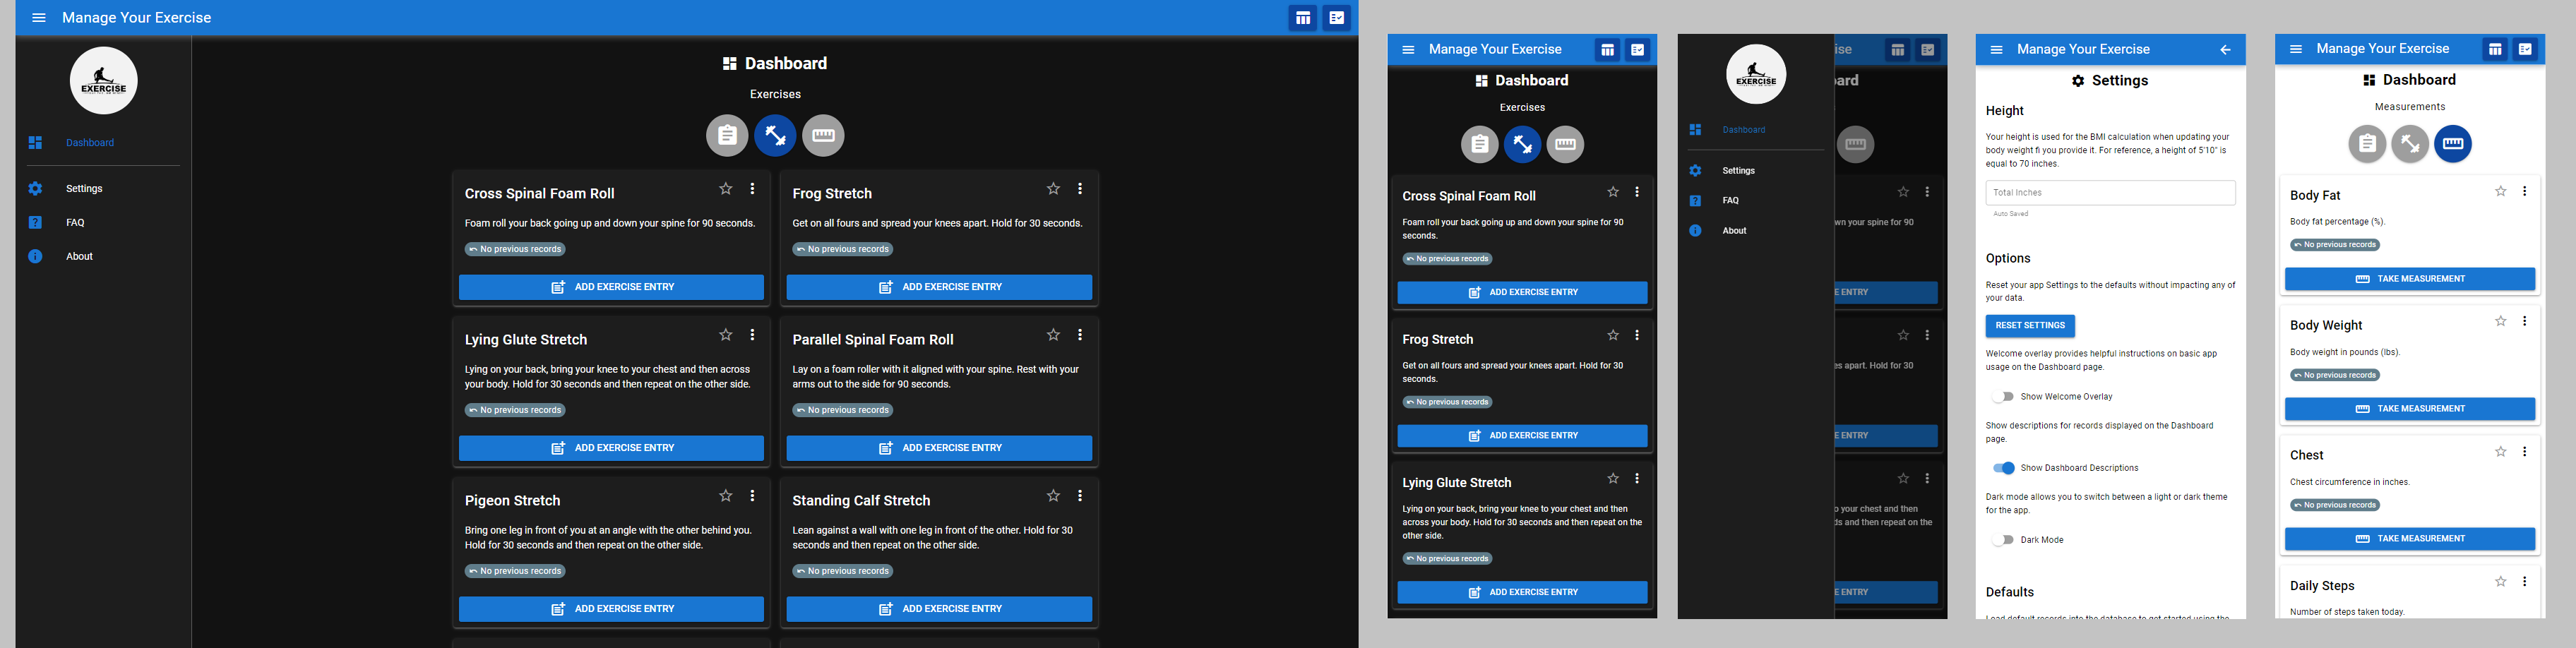 Manage Your Exercise
EXERCISE
Dashboard
Settings
FAQ
About
Dashboard
Exercises
Cross Spinal Foam Roll
Foam roll your back going up and down your spine for 90 seconds.
No previous records
ADD EXERCISE ENTRY
Frog Stretch
Get on all fours and spread your knees apart. Hold for 30 seconds.
No previous records
ADD EXERCISE ENTRY
Lying Glute Stretch
Lying on your back, bring your knee to your chest and then across
your body. Hold for 30 seconds and then repeat on the other side.
No previous records
ADD EXERCISE ENTRY
Parallel Spinal Foam Roll
Lay on a foam roller with it aligned with your spine. Rest with your
arms out to the side for 90 seconds.
No previous records
ADD EXERCISE ENTRY
Pigeon Stretch
Bring one leg in front of you at an angle with the other behind you.
Hold for 30 seconds and then repeat on the other side.
No previous records
ADD EXERCISE ENTRY
Standing Calf Stretch
Lean against a wall with one leg in front of the other. Hold for 30
seconds and then repeat on the other side.
No previous records
ADD EXERCISE ENTRY
Manage Your Exercise
Dashboard
Exercises
Cross Spinal Foam Roll
Foam roll your back going up and down your spine for 90
seconds.
No previous records
ADD EXERCISE ENTRY
Frog Stretch
Get on all fours and spread your knees apart. Hold for 30
seconds.
No previous records
ADD EXERCISE ENTRY
Lying Glute Stretch
Lying on your back, bring your knee to your chest and then
across your body. Hold for 30 seconds and then repeat on the
other side.
No previous records
ADD EXERCISE ENTRY
EXERCISE
Dashboard
Settings
FAQ
About
ise
ard
wn your spine for 90
E ENTRY
es apart. Hold for 30
E ENTRY
o your chest and then
ds and then repeat on the
E ENTRY
Manage Your Exercise
Settings
Height
Your height is used for the BMI calculation when updating your
body weight fi you provide it. For reference, a height of 5'10" is
equal to 70 inches.
Total Inches
Auto Saved
Options
Reset your app Settings to the defaults without impacting any of
your data.
RESET SETTINGS
Welcome overlay provides helpful instructions on basic app
usage on the Dashboard page.
Show Welcome Overlay
Show descriptions for records displayed on the Dashboard
page.
Show Dashboard Descriptions
Dark mode allows you to switch between a light or dark theme
for the app.
Dark Mode
Defaults
Load default records into the database to get started using the
Manage Your Exercise
Dashboard
Measurements
Body Fat
Body fat percentage (%).
No previous records
TAKE MEASUREMENT
Body Weight
Body weight in pounds (lbs).
No previous records
TAKE MEASUREMENT
Chest
Chest circumference in inches.
No previous records
TAKE MEASUREMENT
Daily Steps
Number of steps taken today.